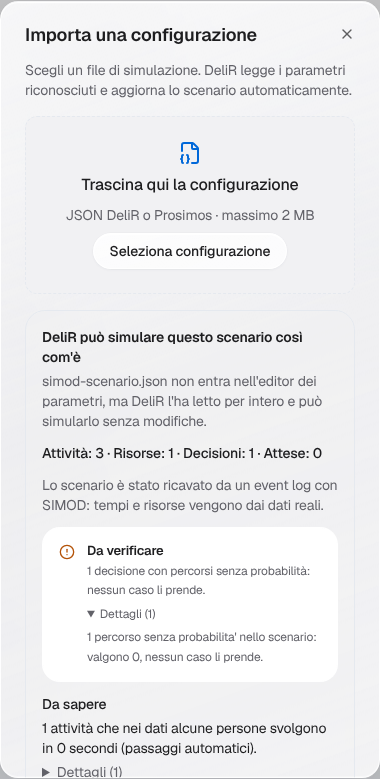 Importa una configurazione
Scegli un file di simulazione. DeliR legge i parametri
riconosciuti e aggiorna lo scenario automaticamente.
Trascina qui la configurazione
JSON DeliR o Prosimos · massimo 2 MB
Seleziona configurazione
DeliR può simulare questo scenario così
com'è
simod-scenario.json non entra nell'editor dei
parametri, ma DeliR l'ha letto per intero e può
simularlo senza modifiche.
Attività: 3 · Risorse: 1 · Decisioni: 1 · Attese: 0
Lo scenario è stato ricavato da un event log con
SIMOD: tempi e risorse vengono dai dati reali.
Da verificare
1 decisione con percorsi senza probabilità:
nessun caso li prende.
▼ Dettagli (1)
1 percorso senza probabilita' nello scenario:
valgono 0, nessun caso li prende.
Da sapere
1 attività che nei dati alcune persone svolgono
in 0 secondi (passaggi automatici).
▶ Dettagli (1)